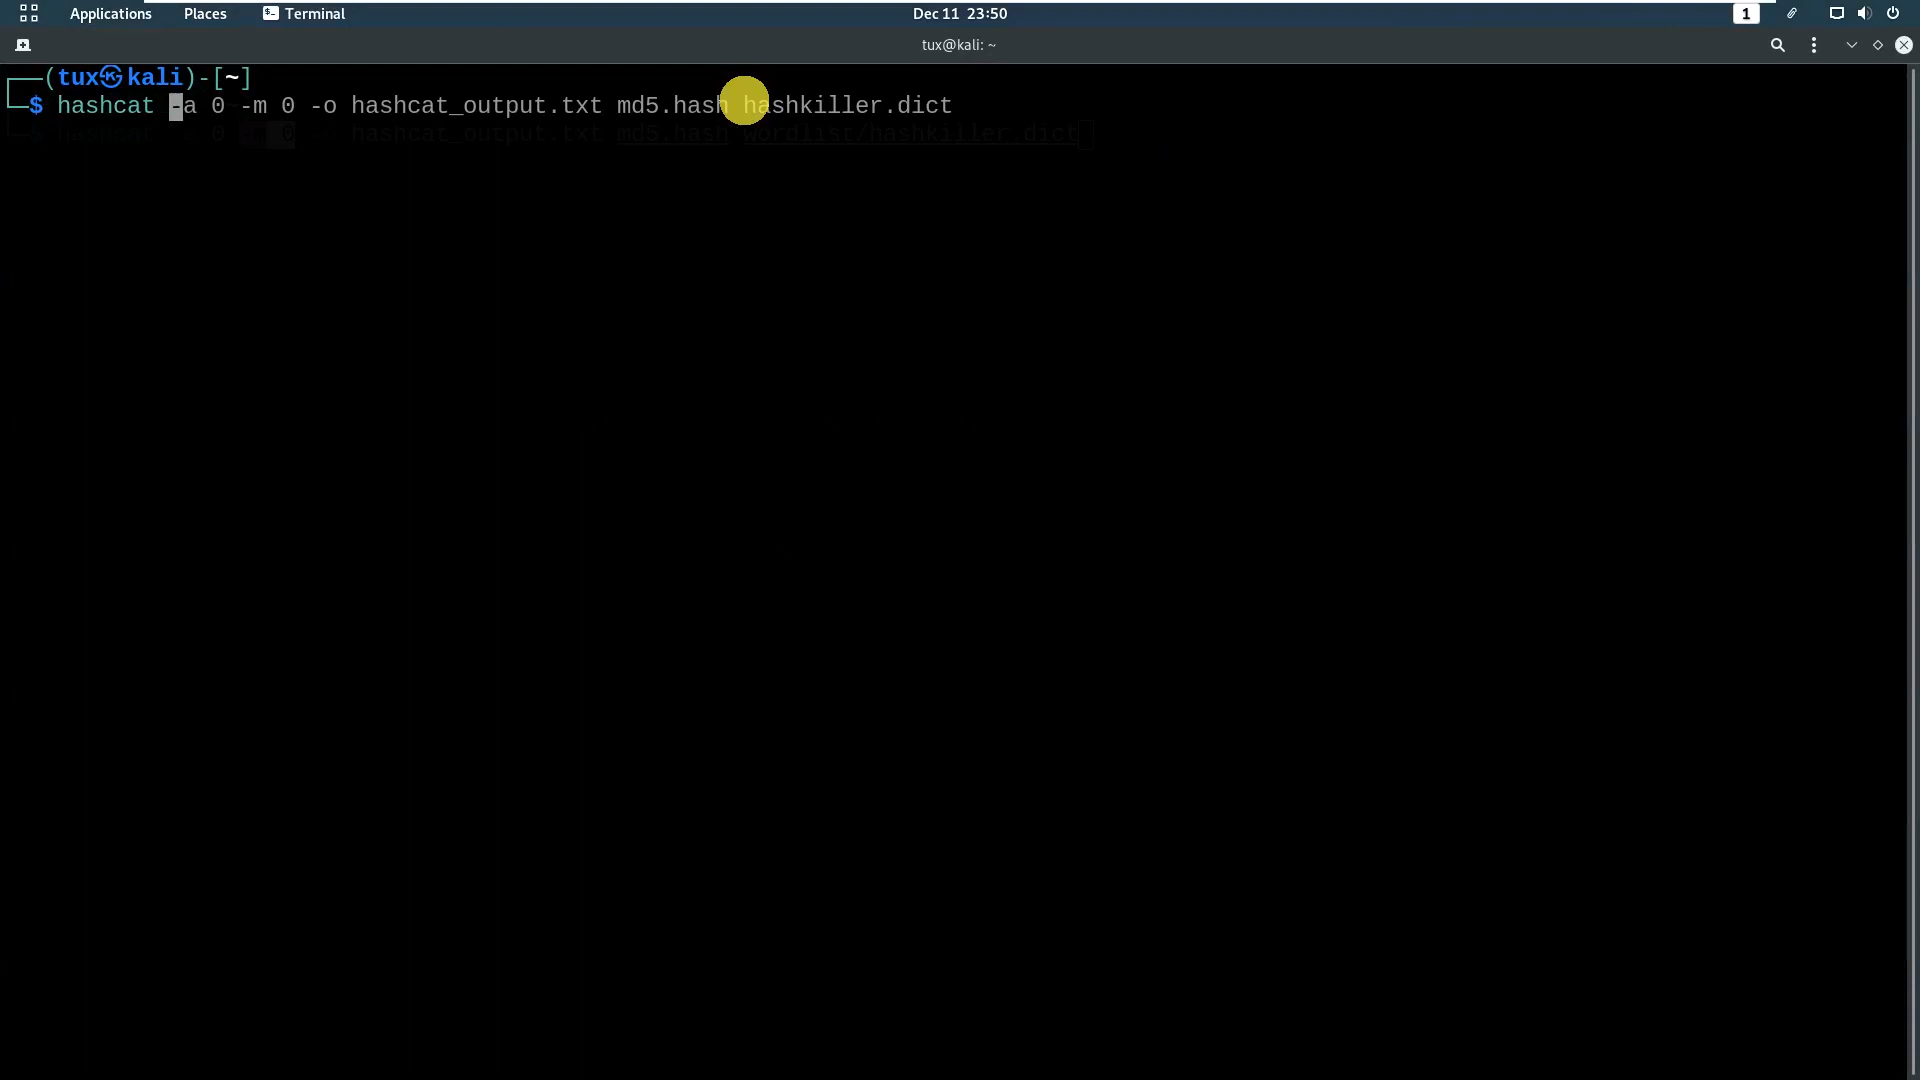 Applications Places Terminal Dec 11 23:50 1
tux@kali: ~
(tux㉿kali)-[~]
$ hashcat -a 0 -m 0 -o hashcat_output.txt md5.hash hashkiller.dict
$ hashcat -a 0 -m 0 -o hashcat_output.txt md5.hash wordlist/hashkiller.dict